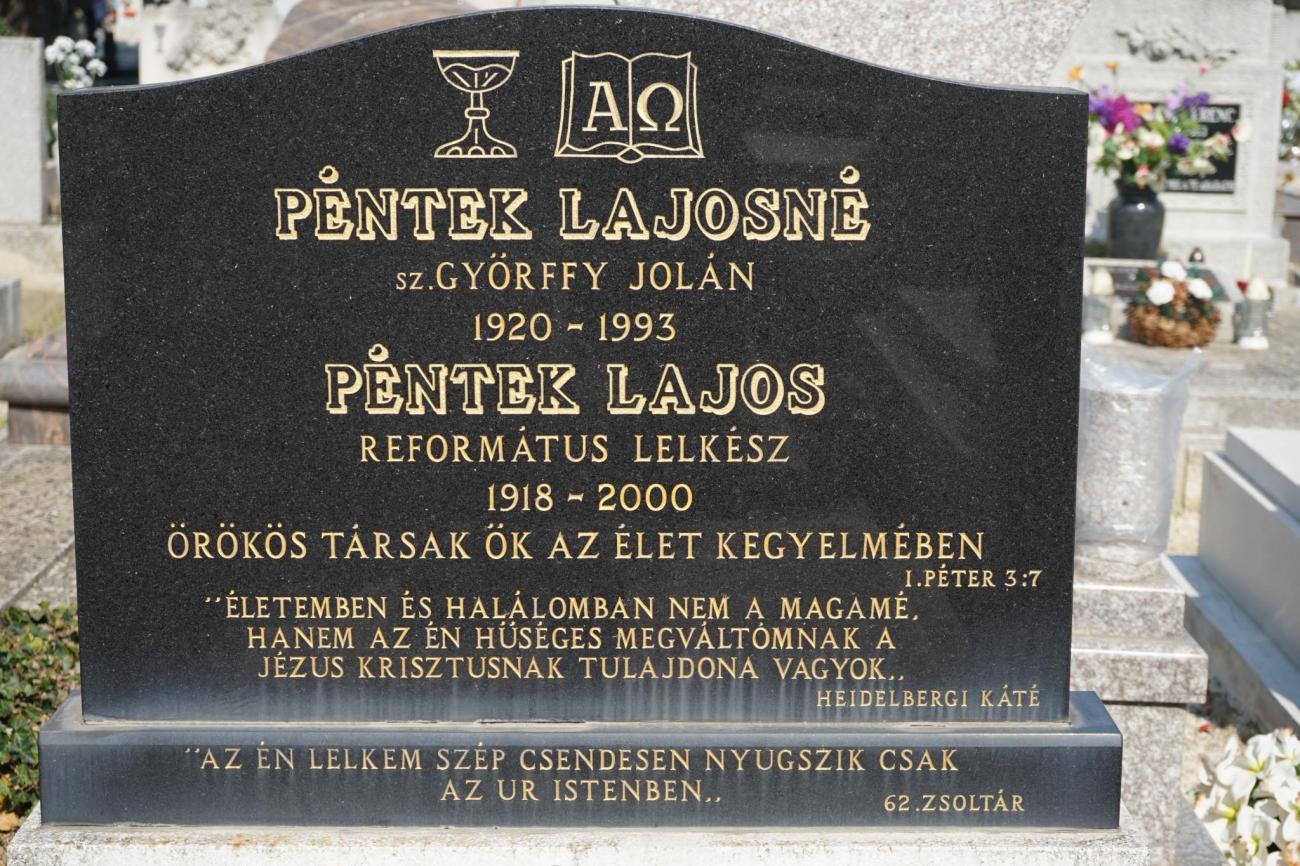 Α Ω
PÉNTEK LAJOSNÉ
SZ.GYÖRFFY JOLÁN
1920 - 1993
PÉNTEK LAJOS
REFORMÁTUS LELKÉSZ
1918 - 2000
ÖRÖKÖS TÁRSAK ŐK AZ ÉLET KEGYELMÉBEN
I.PÉTER 3:7
''ÉLETEMBEN ÉS HALÁLOMBAN NEM A MAGAMÉ,
HANEM AZ ÉN HŰSÉGES MEGVÁLTÓMNAK A
JÉZUS KRISZTUSNAK TULAJDONA VAGYOK,,
HEIDELBERGI KÁTÉ
''AZ ÉN LELKEM SZÉP CSENDESEN NYUGSZIK CSAK
AZ UR ISTENBEN,,
62.ZSOLTÁR